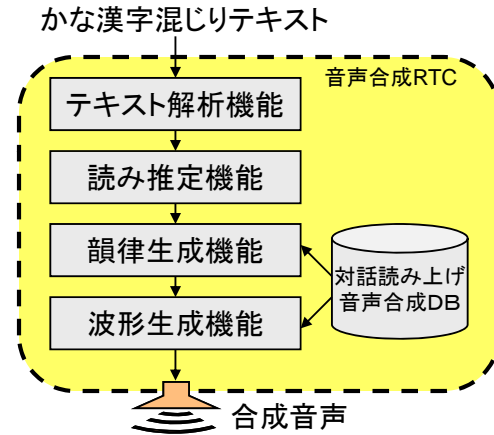 かな漢字混じりテキスト
音声合成RTC
テキスト解析機能
読み推定機能
韻律生成機能
対話読み上げ
音声合成DB
波形生成機能
合成音声